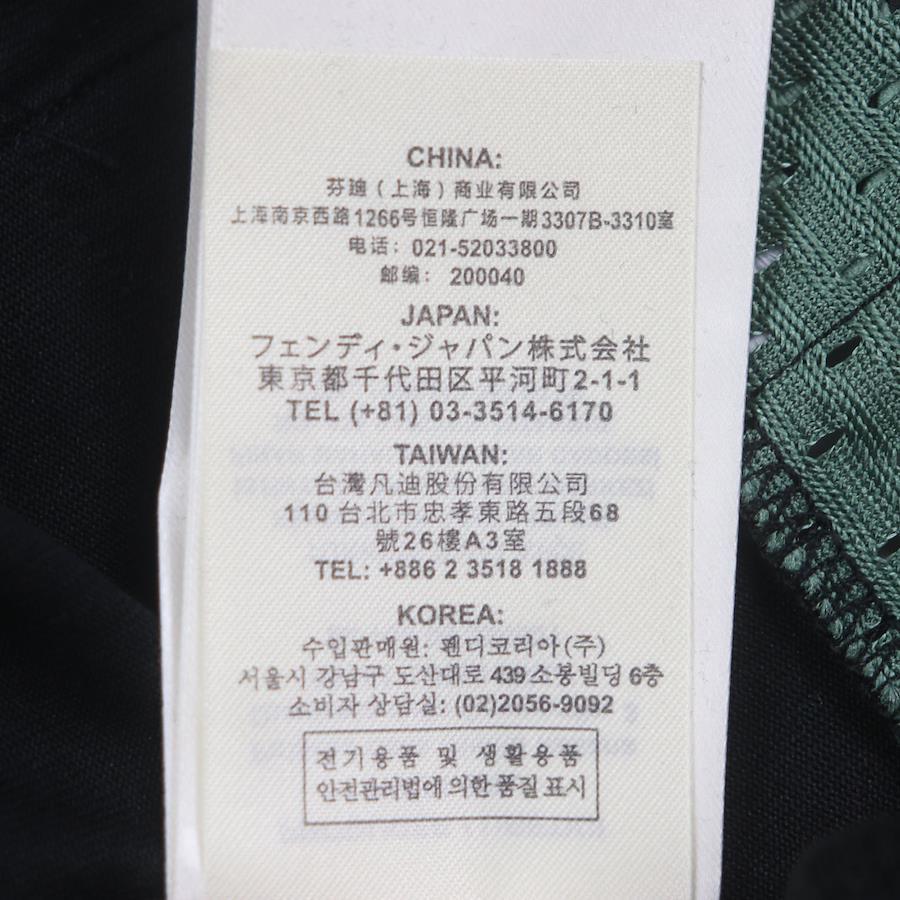 CHINA:
芬迪（上海）商业有限公司
上海南京西路1266号恒隆广场一期3307B-3310室
电话： 021-52033800
邮编： 200040
JAPAN:
フェンディ・ジャパン株式会社
東京都千代田区平河町2-1-1
TEL (+81) 03-3514-6170
TAIWAN:
台灣凡迪股份有限公司
110 台北市忠孝東路五段68
號26樓A3室
TEL: +886 2 3518 1888
KOREA:
수입판매원: 펜디코리아(주)
서울시 강남구 도산대로 439 소봉빌딩 6층
소비자 상담실: (02)2056-9092
전기용품 및 생활용품
안전관리법에 의한 품질 표시